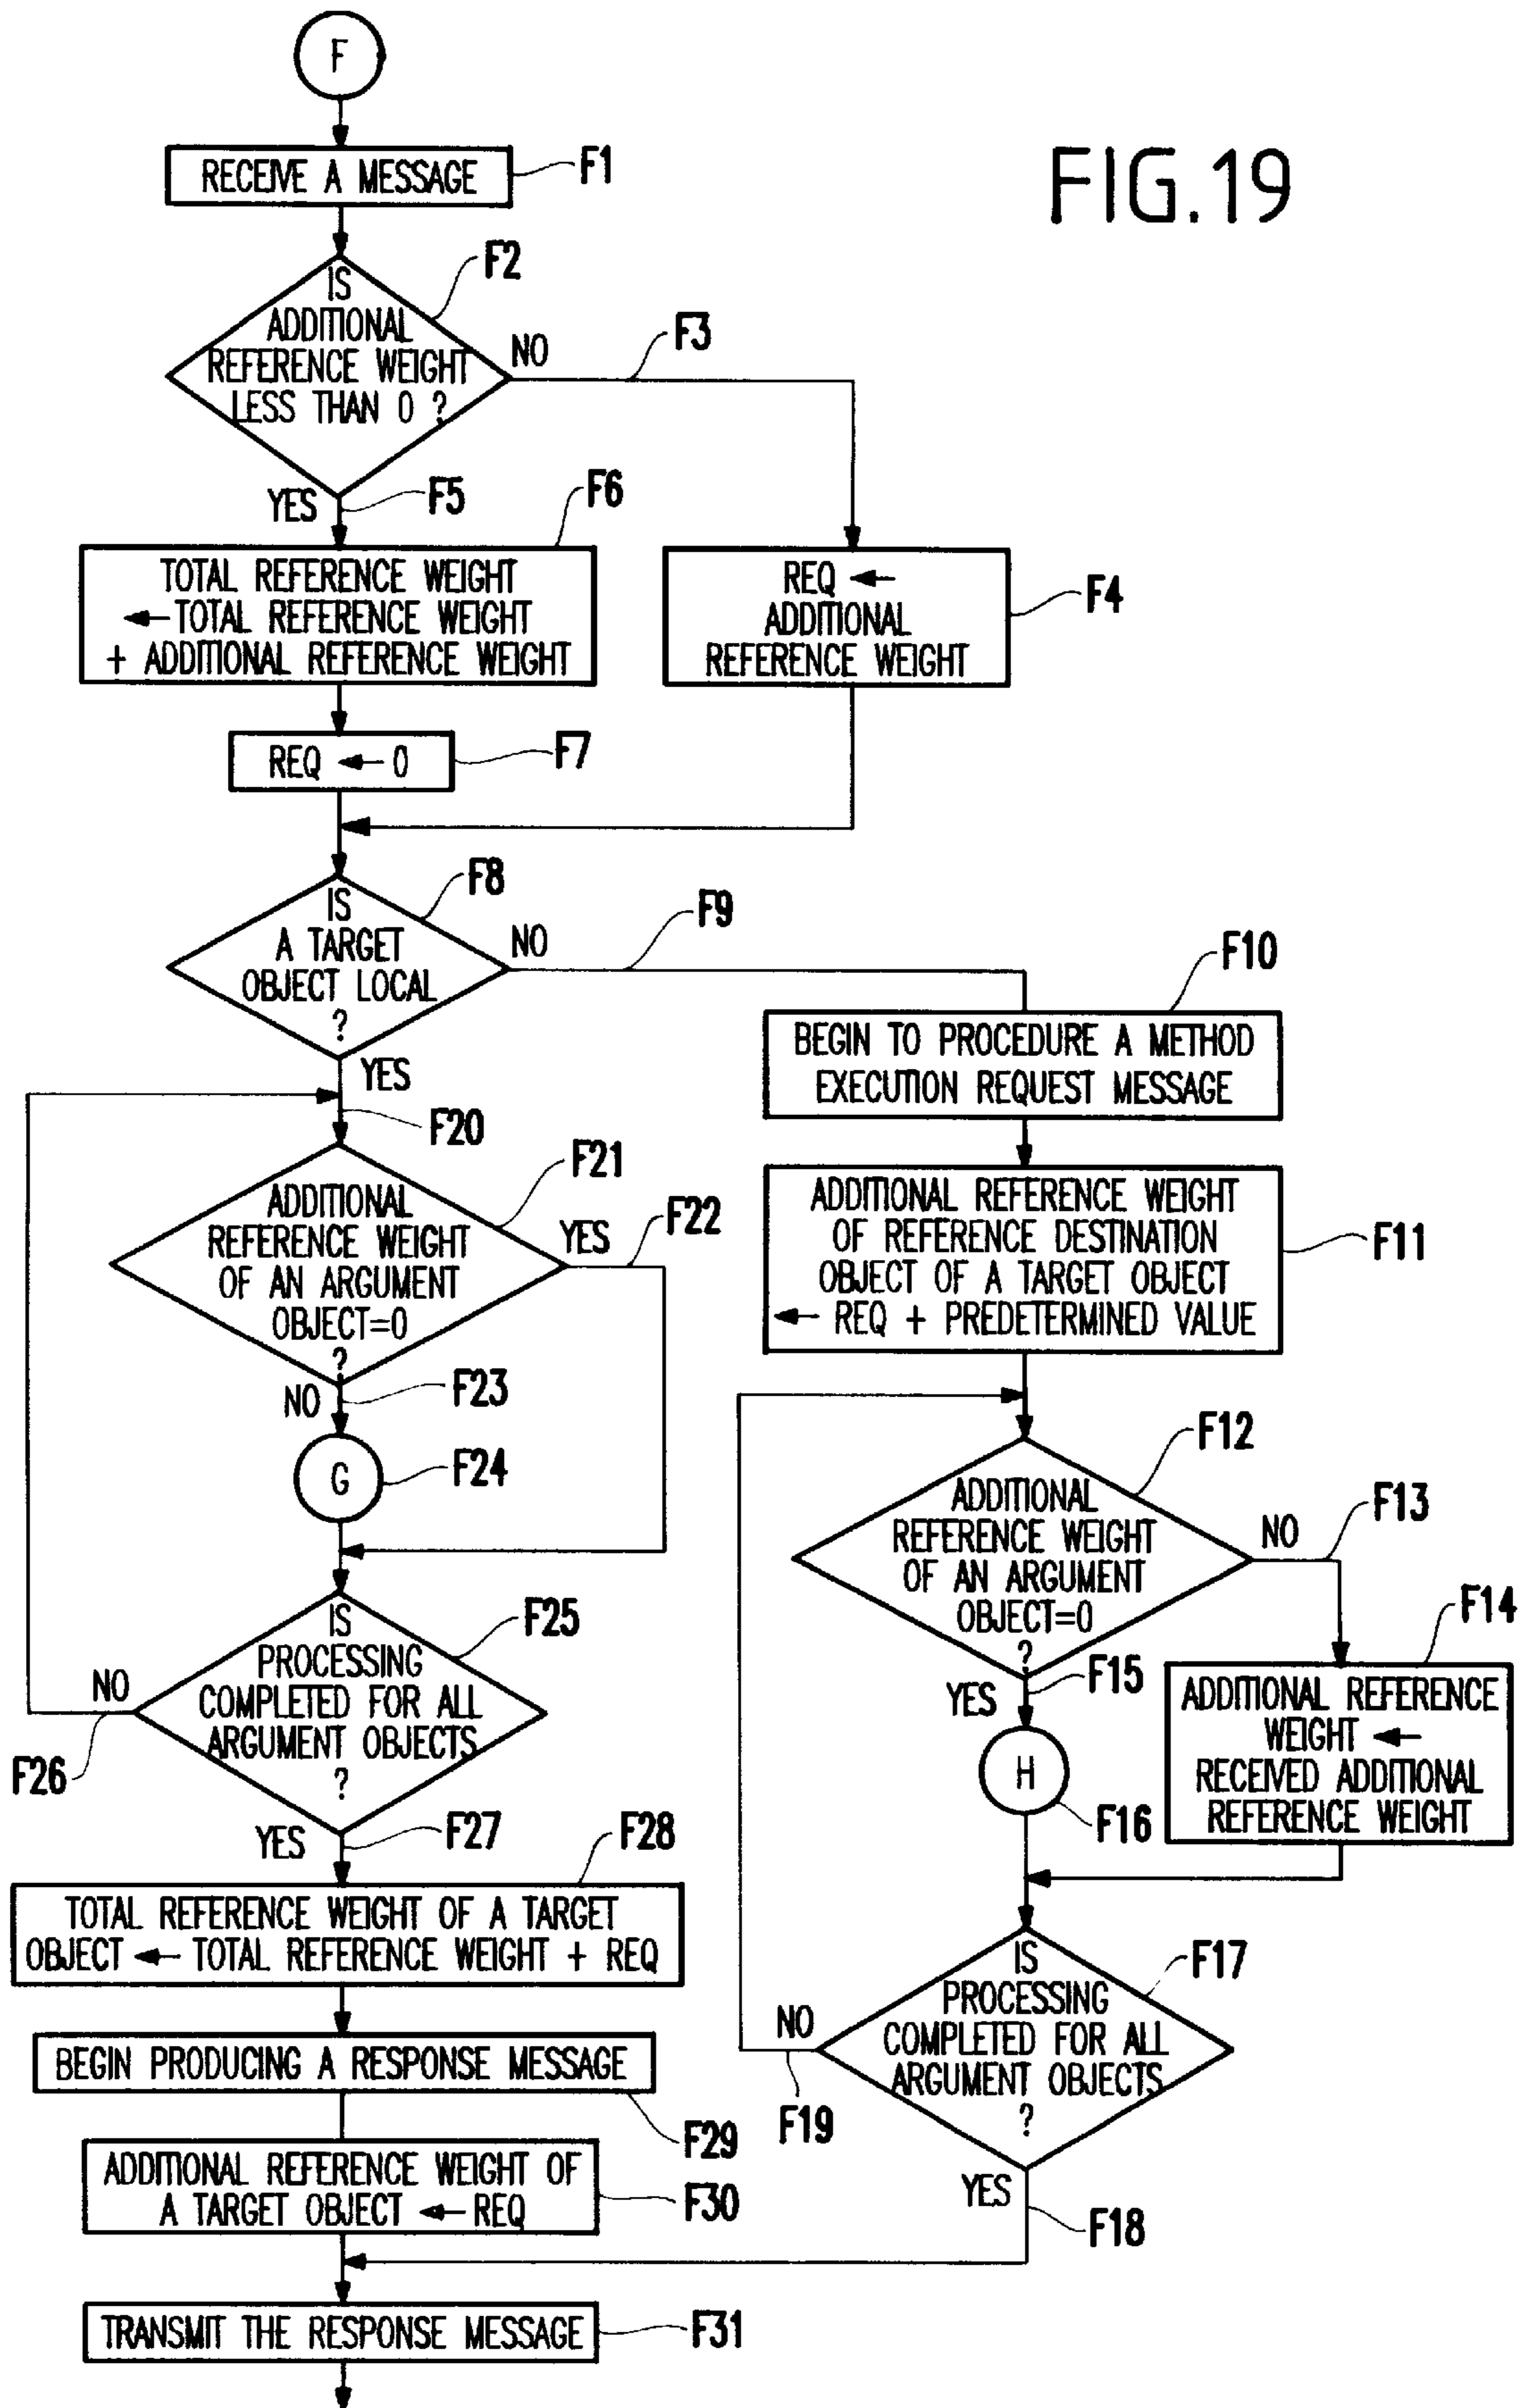 F
RECEIVE A MESSAGE
F1
FIG.19
F2
IS
ADDITIONAL
REFERENCE WEIGHT
LESS THAN 0 ?
NO
F3
YES
F5
F6
TOTAL REFERENCE WEIGHT
← TOTAL REFERENCE WEIGHT
+ ADDITIONAL REFERENCE WEIGHT
REQ ←
ADDITIONAL
REFERENCE WEIGHT
F4
REQ ← 0
F7
F8
IS
A TARGET
OBJECT LOCAL
?
NO
F9
YES
F20
F10
BEGIN TO PROCEDURE A METHOD
EXECUTION REQUEST MESSAGE
ADDITIONAL REFERENCE WEIGHT
OF REFERENCE DESTINATION
OBJECT OF A TARGET OBJECT
← REQ + PREDETERMINED VALUE
F11
F21
ADDITIONAL
REFERENCE WEIGHT
OF AN ARGUMENT
OBJECT=0
?
YES
F22
NO
F23
G
F24
F12
ADDITIONAL
REFERENCE WEIGHT
OF AN ARGUMENT
OBJECT=0
?
NO
F13
F14
ADDITIONAL REFERENCE
WEIGHT ←
RECEIVED ADDITIONAL
REFERENCE WEIGHT
YES
F15
H
F16
F25
IS
PROCESSING
COMPLETED FOR ALL
ARGUMENT OBJECTS
?
NO
F26
YES
F27
F28
TOTAL REFERENCE WEIGHT OF A TARGET
OBJECT ← TOTAL REFERENCE WEIGHT + REQ
F17
IS
PROCESSING
COMPLETED FOR ALL
ARGUMENT OBJECTS
?
NO
F19
YES
F18
BEGIN PRODUCING A RESPONSE MESSAGE
F29
ADDITIONAL REFERENCE WEIGHT OF
A TARGET OBJECT ← REQ
F30
TRANSMIT THE RESPONSE MESSAGE
F31